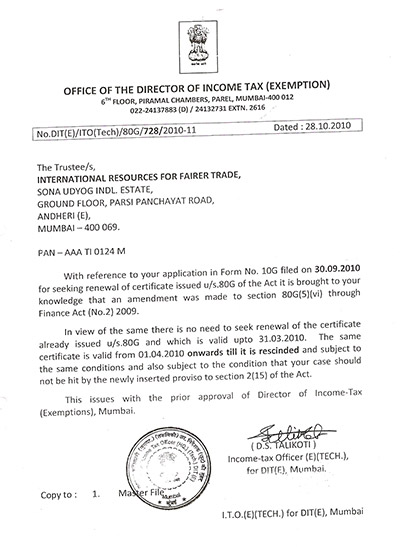 OFFICE OF THE DIRECTOR OF INCOME TAX (EXEMPTION)
6TH FLOOR, PIRAMAL CHAMBERS, PAREL, MUMBAI-400 012
022-24137883 (D) / 24132731 EXTN. 2616
No.DIT(E)/ITO(Tech)/80G/728/2010-11 Dated : 28.10.2010
The Trustee/s,
INTERNATIONAL RESOURCES FOR FAIRER TRADE,
SONA UDYOG INDL. ESTATE,
GROUND FLOOR, PARSI PANCHAYAT ROAD,
ANDHERI (E),
MUMBAI – 400 069.
PAN – AAA TI 0124 M
With reference to your application in Form No. 10G filed on 30.09.2010
for seeking renewal of certificate issued u/s.80G of the Act it is brought to your
knowledge that an amendment was made to section 80G(5)(vi) through
Finance Act (No.2) 2009.
In view of the same there is no need to seek renewal of the certificate
already issued u/s.80G and which is valid upto 31.03.2010. The same
certificate is valid from 01.04.2010 onwards till it is rescinded and subject to
the same conditions and also subject to the condition that your case should
not be hit by the newly inserted proviso to section 2(15) of the Act.
This issues with the prior approval of Director of Income-Tax
(Exemptions), Mumbai.
( D.S. TALIKOTI )
Income-tax Officer (E)(TECH.),
for DIT(E), Mumbai.
Mumbai
मुंबई
Copy to : 1. Master File.
I.T.O.(E)(TECH.) for DIT(E), Mumbai